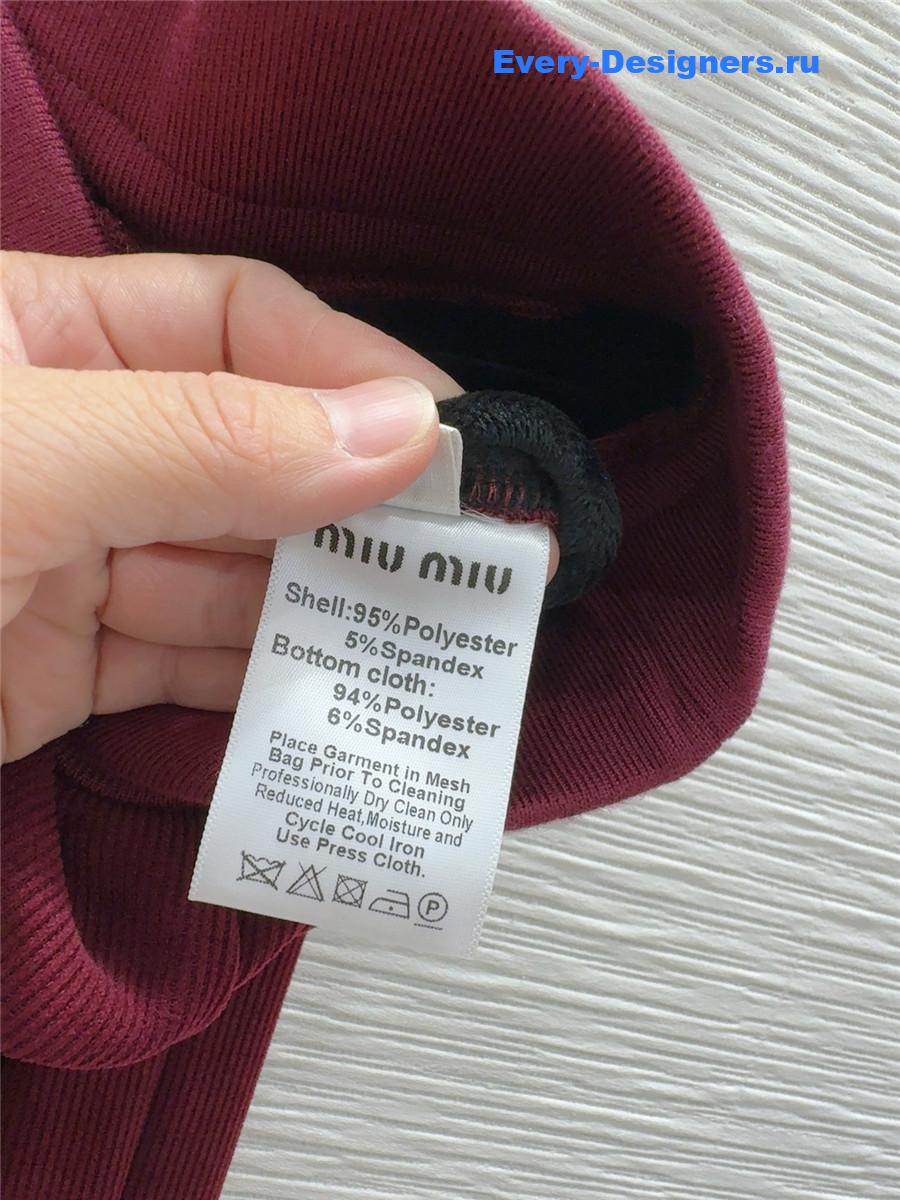 Every-Designers.ru
miu miu
Shell:95%Polyester
5%Spandex
Bottom cloth:
94%Polyester
6%Spandex
Place Garment in Mesh
Bag Prior To Cleaning
Professionally Dry Clean Only
Reduced Heat,Moisture and
Cycle Cool Iron
Use Press Cloth.
P